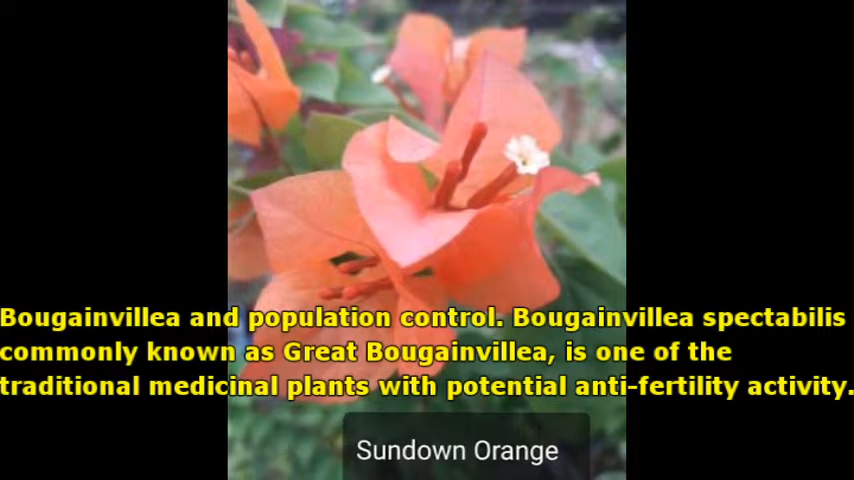 Bougainvillea and population control. Bougainvillea spectabilis
commonly known as Great Bougainvillea, is one of the
traditional medicinal plants with potential anti-fertility activity.
Sundown Orange